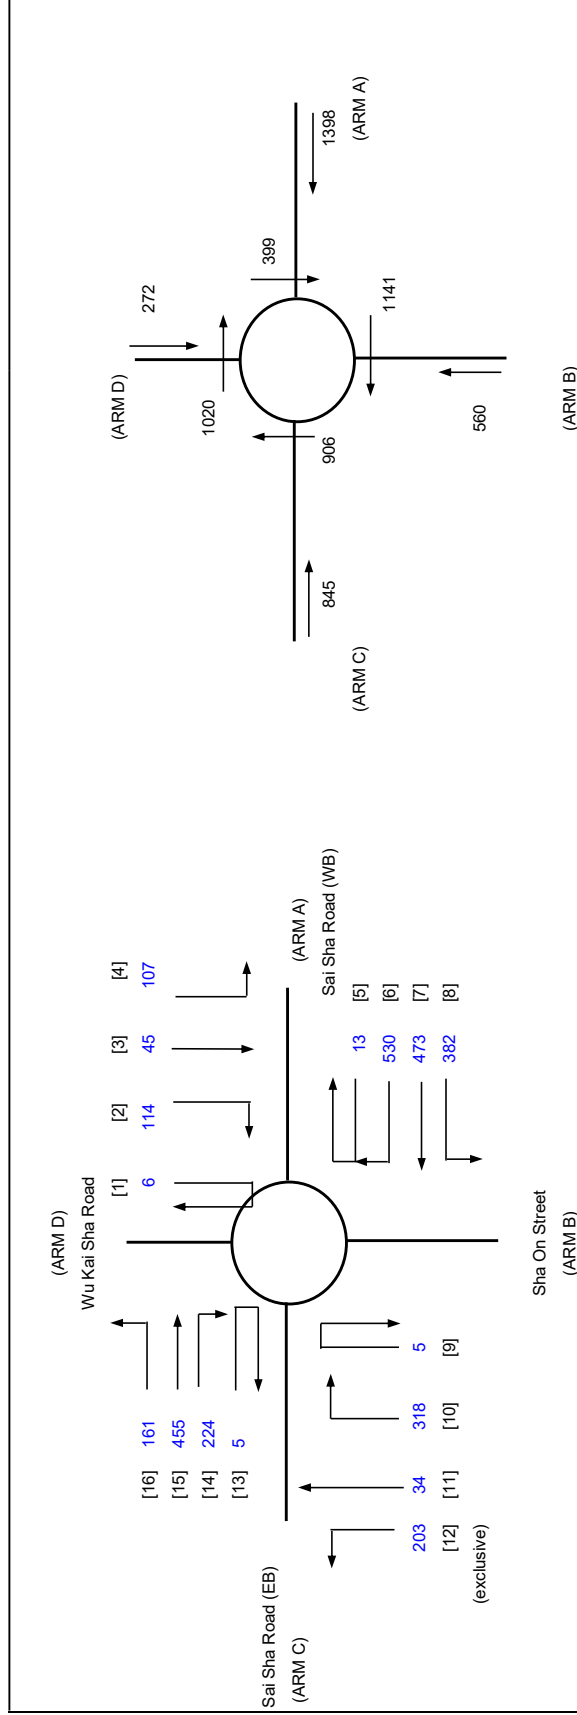 (ARM D)
Wu Kai Sha Road
[1] [2] [3] [4]
6 114 45 107
[16] 161
[15] 455
[14] 224
[13] 5
Sai Sha Road (EB)
(ARM C)
(ARM A)
Sai Sha Road (WB)
13 [5]
530 [6]
473 [7]
382 [8]
203 34 318 5
[12] [11] [10] [9]
(exclusive)
Sha On Street
(ARM B)
(ARM D)
272
1020
399
1398
(ARM A)
906
845
(ARM C)
1141
560
(ARM B)